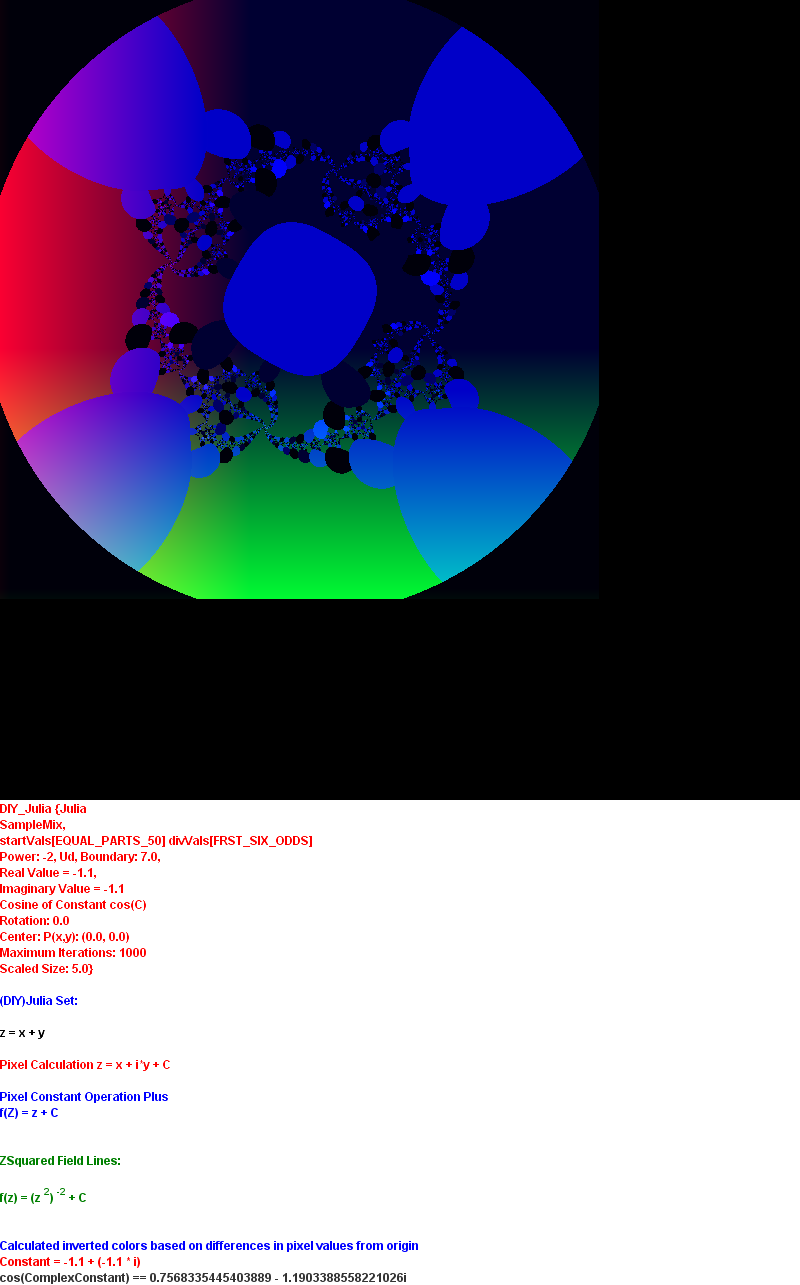 DIY_Julia {Julia
SampleMix,
startVals[EQUAL_PARTS_50] divVals[FRST_SIX_ODDS]
Power: -2, Ud, Boundary: 7.0,
Real Value = -1.1,
Imaginary Value = -1.1
Cosine of Constant cos(C)
Rotation: 0.0
Center: P(x,y): (0.0, 0.0)
Maximum Iterations: 1000
Scaled Size: 5.0}
(DIY)Julia Set:
z = x + y
Pixel Calculation z = x + i*y + C
Pixel Constant Operation Plus
f(Z) = z + C
ZSquared Field Lines:
f(z) = (z ²) ⁻² + C
Calculated inverted colors based on differences in pixel values from origin
Constant = -1.1 + (-1.1 * i)
cos(ComplexConstant) == 0.7568335445403889 - 1.1903388558221026i